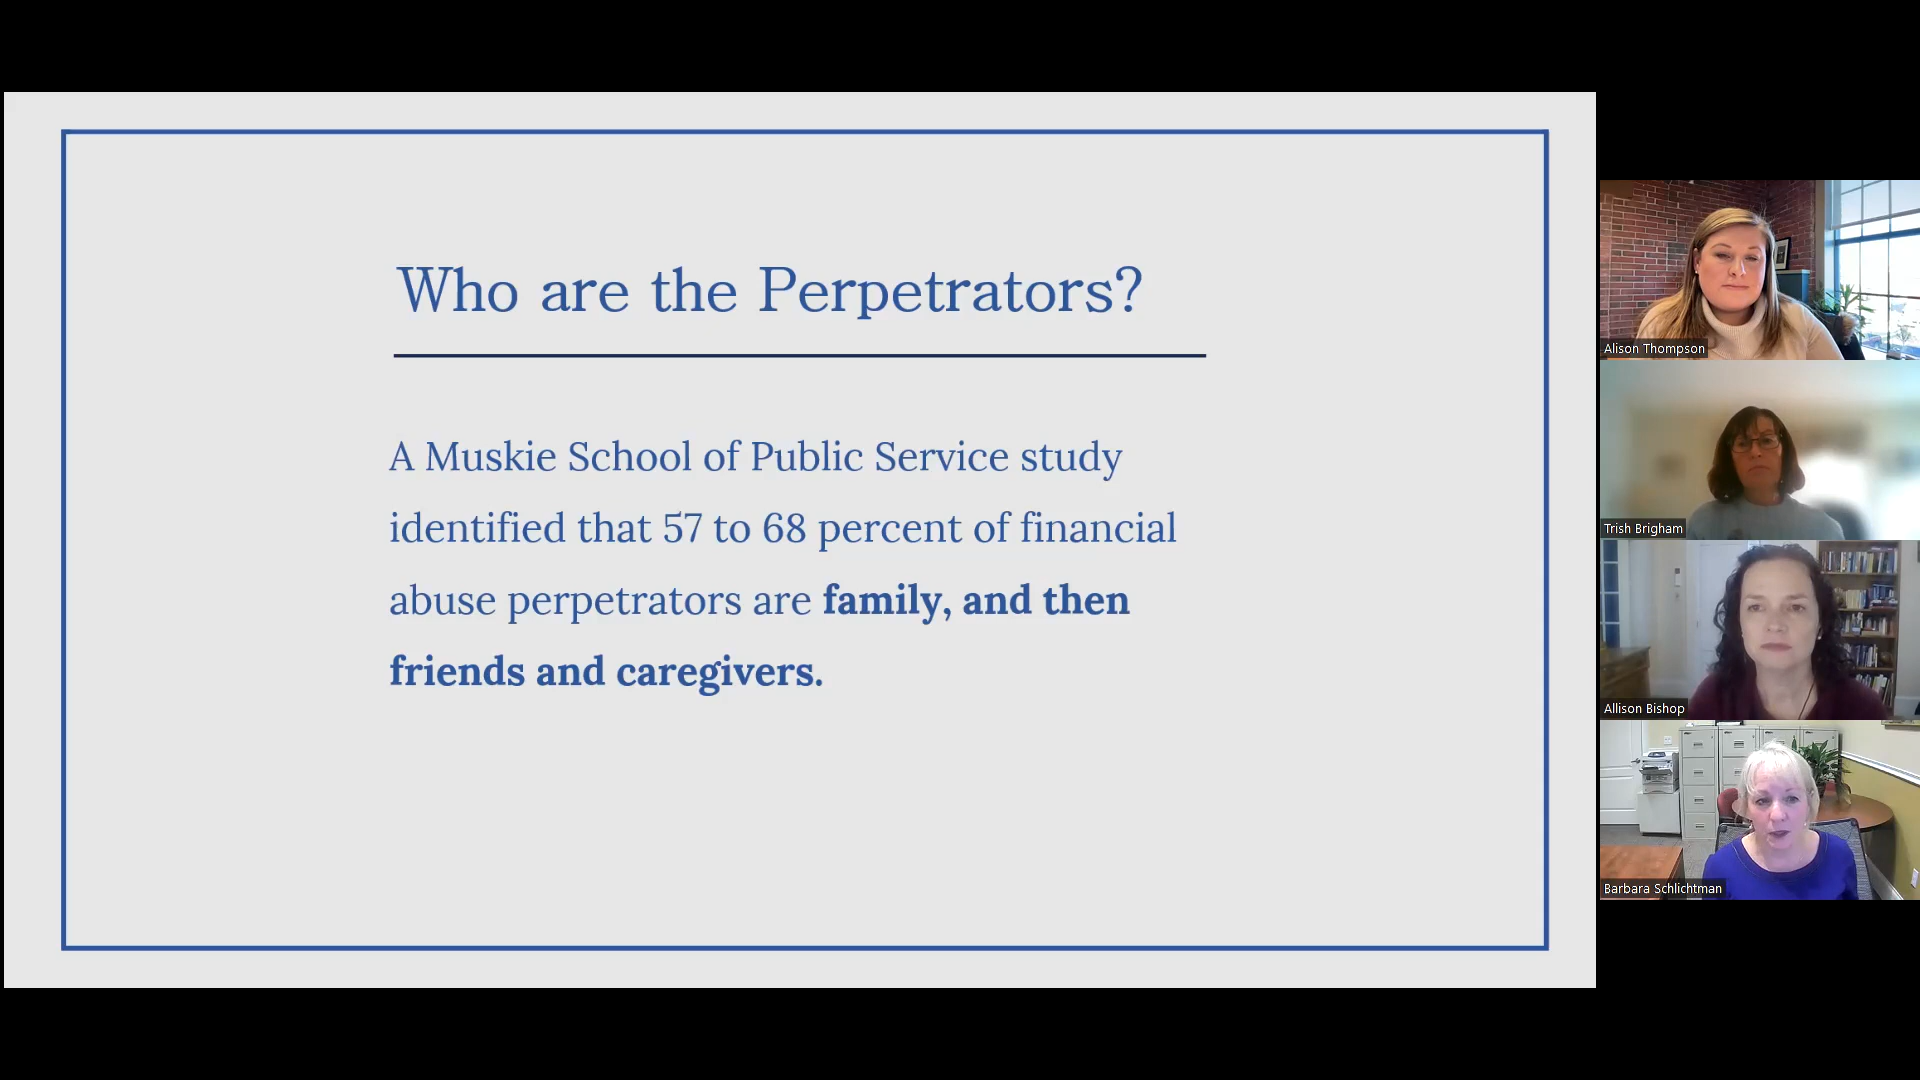 Who are the Perpetrators?
A Muskie School of Public Service study
identified that 57 to 68 percent of financial
abuse perpetrators are family, and then
friends and caregivers.
Alison Thompson
Trish Brigham
Allison Bishop
Barbara Schlichtman